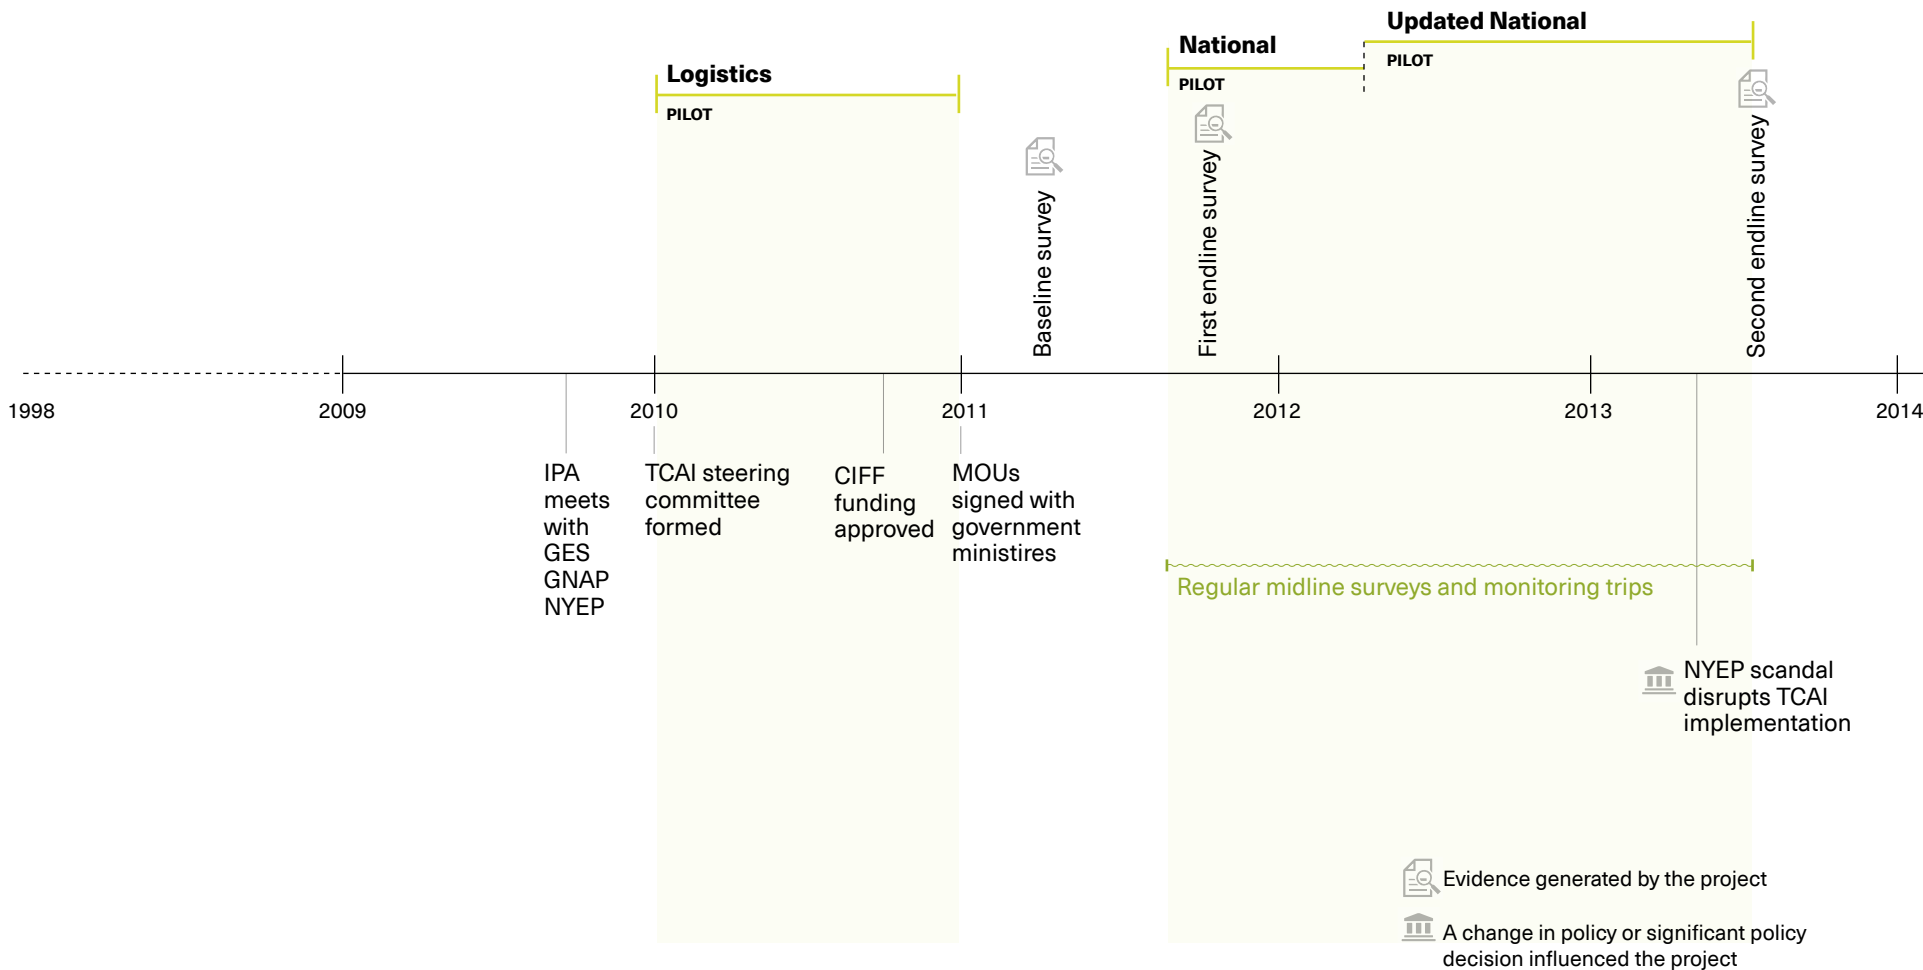 Updated National
PILOT
National
PILOT
Logistics
PILOT
Baseline survey
First endline survey
Second endline survey
1998
2009
2010
2011
2012
2013
2014
IPA
meets
with
GES
GNAP
NYEP
TCAI steering
committee
formed
CIFF
funding
approved
MOUs
signed with
government
ministires
Regular midline surveys and monitoring trips
NYEP scandal
disrupts TCAI
implementation
Evidence generated by the project
A change in policy or significant policy
decision influenced the project